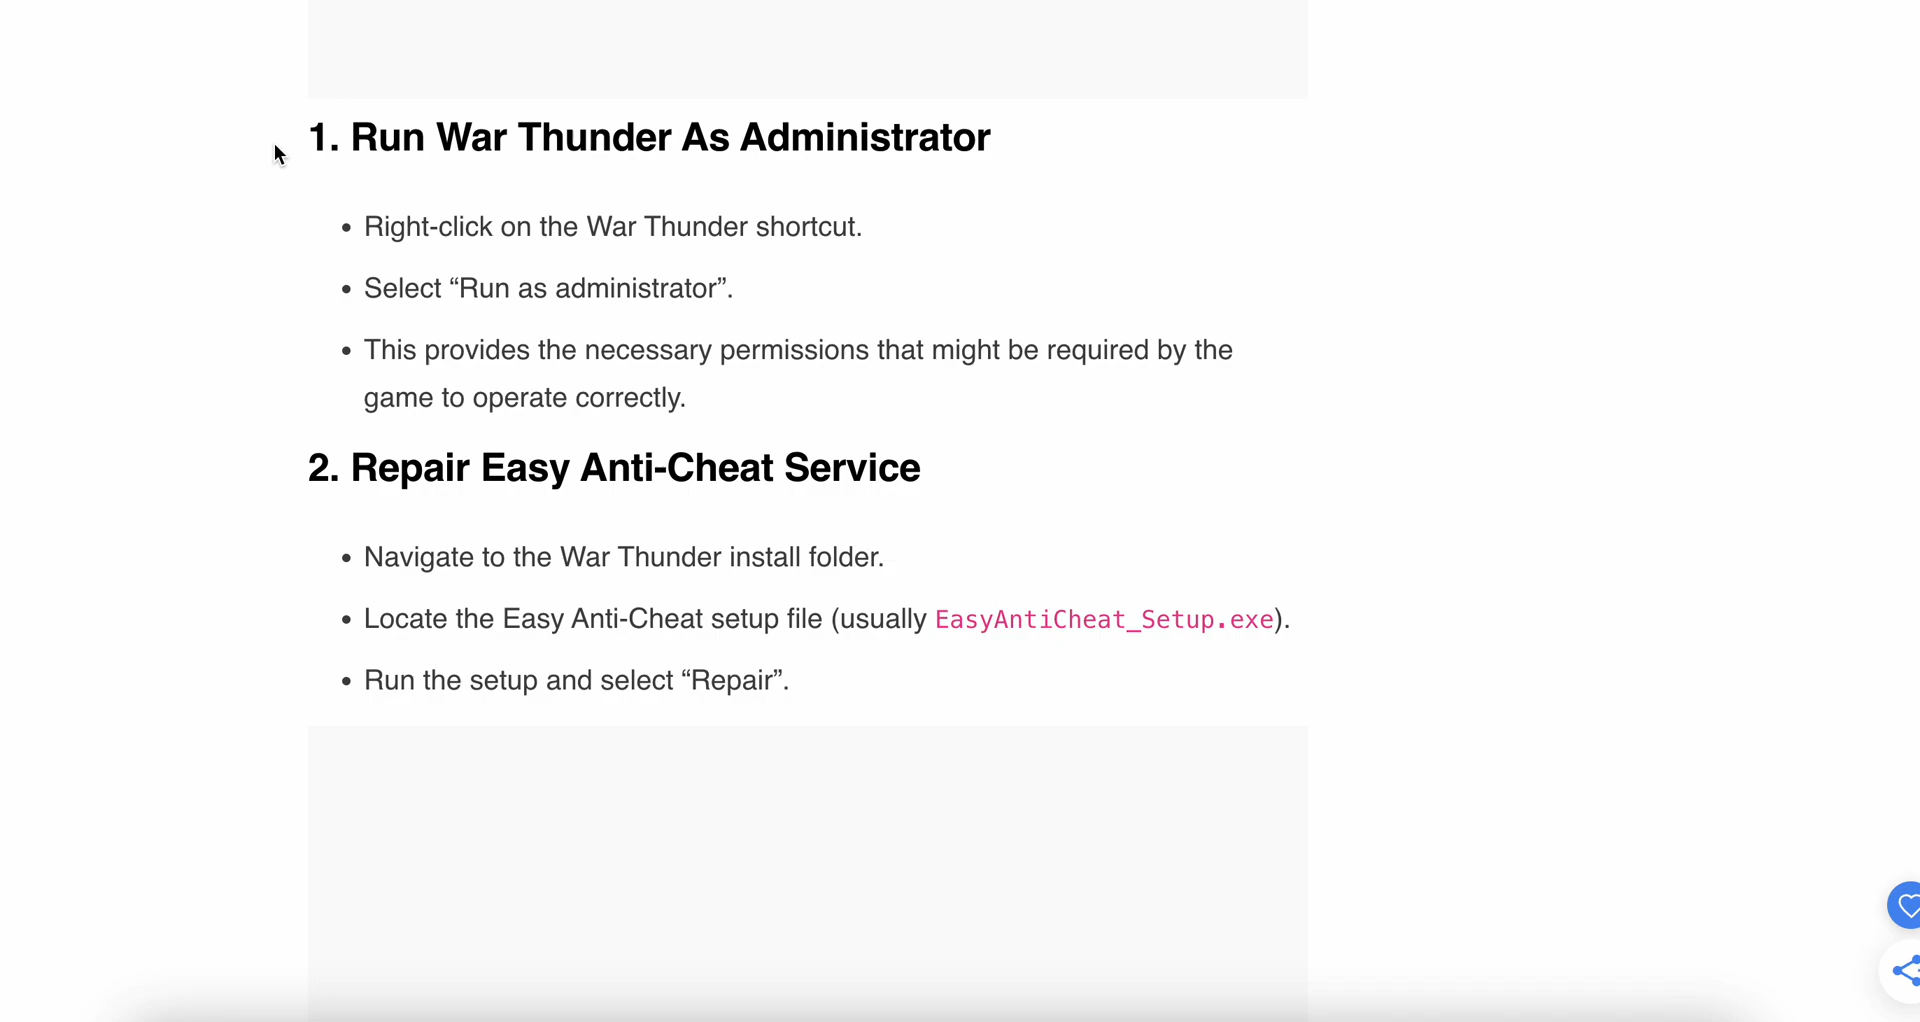 1. Run War Thunder As Administrator
• Right-click on the War Thunder shortcut.
• Select “Run as administrator”.
• This provides the necessary permissions that might be required by the
game to operate correctly.
2. Repair Easy Anti-Cheat Service
• Navigate to the War Thunder install folder.
• Locate the Easy Anti-Cheat setup file (usually EasyAntiCheat_Setup.exe).
• Run the setup and select “Repair”.